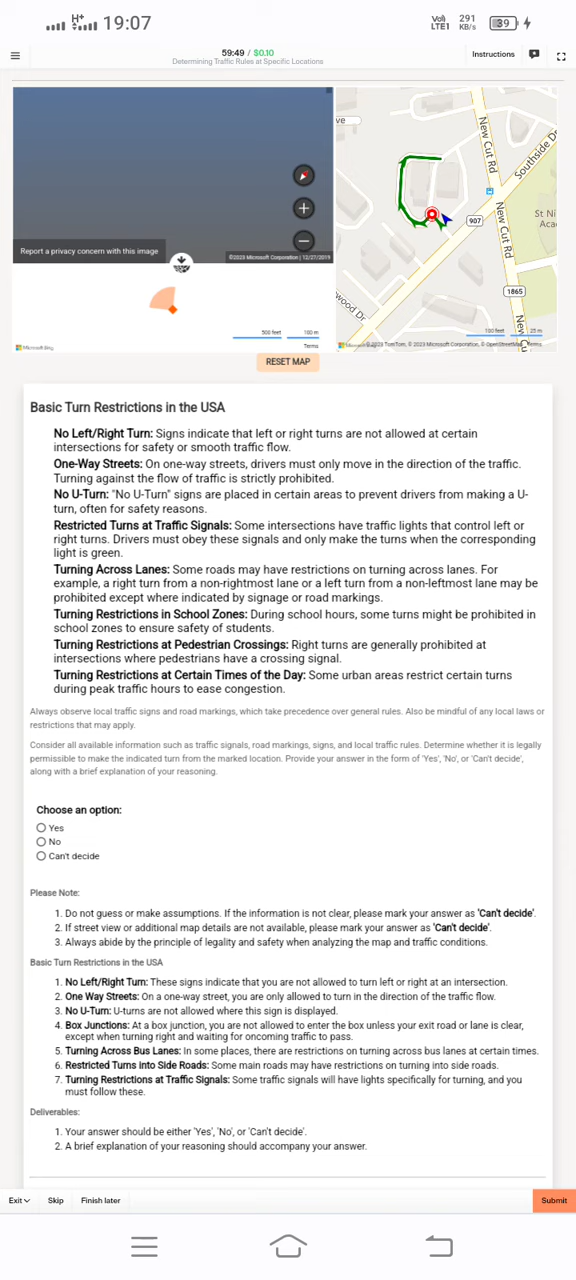 H+ 19:07 Vo)) LTE1 291 KB/s 39
59:49 / $0.10 Instructions
Determining Traffic Rules at Specific Locations
ve
New Cut Rd
Southside Dr
907
New Cut Rd
St Ni
Aca
1865
wood Dr
New Cu
Report a privacy concern with this image
©2023 Microsoft Corporation | 12/27/2019
500 feet 100 m
Terms
Microsoft Bing
100 feet 25 m
© 2023 TomTom, © 2023 Microsoft Corporation, © OpenStreetMap Terms
RESET MAP
Basic Turn Restrictions in the USA
No Left/Right Turn: Signs indicate that left or right turns are not allowed at certain
intersections for safety or smooth traffic flow.
One-Way Streets: On one-way streets, drivers must only move in the direction of the traffic.
Turning against the flow of traffic is strictly prohibited.
No U-Turn: "No U-Turn" signs are placed in certain areas to prevent drivers from making a U-
turn, often for safety reasons.
Restricted Turns at Traffic Signals: Some intersections have traffic lights that control left or
right turns. Drivers must obey these signals and only make the turns when the corresponding
light is green.
Turning Across Lanes: Some roads may have restrictions on turning across lanes. For
example, a right turn from a non-rightmost lane or a left turn from a non-leftmost lane may be
prohibited except where indicated by signage or road markings.
Turning Restrictions in School Zones: During school hours, some turns might be prohibited in
school zones to ensure safety of students.
Turning Restrictions at Pedestrian Crossings: Right turns are generally prohibited at
intersections where pedestrians have a crossing signal.
Turning Restrictions at Certain Times of the Day: Some urban areas restrict certain turns
during peak traffic hours to ease congestion.
Always observe local traffic signs and road markings, which take precedence over general rules. Also be mindful of any local laws or
restrictions that may apply.
Consider all available information such as traffic signals, road markings, signs, and local traffic rules. Determine whether it is legally
permissible to make the indicated turn from the marked location. Provide your answer in the form of 'Yes', 'No', or 'Can't decide',
along with a brief explanation of your reasoning.
Choose an option:
Yes
No
Can't decide
Please Note:
1. Do not guess or make assumptions. If the information is not clear, please mark your answer as 'Can't decide'.
2. If street view or additional map details are not available, please mark your answer as 'Can't decide'.
3. Always abide by the principle of legality and safety when analyzing the map and traffic conditions.
Basic Turn Restrictions in the USA
1. No Left/Right Turn: These signs indicate that you are not allowed to turn left or right at an intersection.
2. One Way Streets: On a one-way street, you are only allowed to turn in the direction of the traffic flow.
3. No U-Turn: U-turns are not allowed where this sign is displayed.
4. Box Junctions: At a box junction, you are not allowed to enter the box unless your exit road or lane is clear,
except when turning right and waiting for oncoming traffic to pass.
5. Turning Across Bus Lanes: In some places, there are restrictions on turning across bus lanes at certain times.
6. Restricted Turns into Side Roads: Some main roads may have restrictions on turning into side roads.
7. Turning Restrictions at Traffic Signals: Some traffic signals will have lights specifically for turning, and you
must follow these.
Deliverables:
1. Your answer should be either 'Yes', 'No', or 'Can't decide'.
2. A brief explanation of your reasoning should accompany your answer.
Exit Skip Finish later Submit